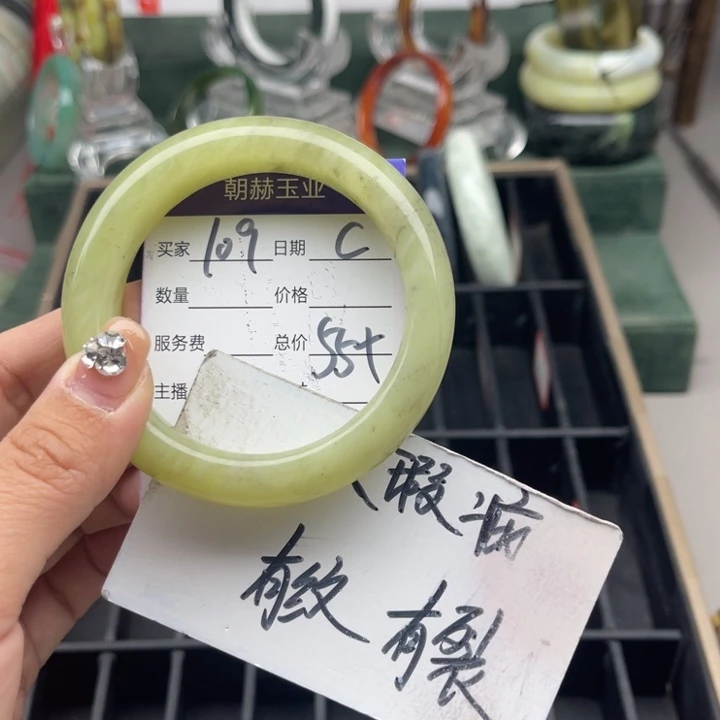 朝赫玉业
买家 109 日期 C
数量 价格
服务费 总价 55+
主播
瑕疵
有纹 有裂